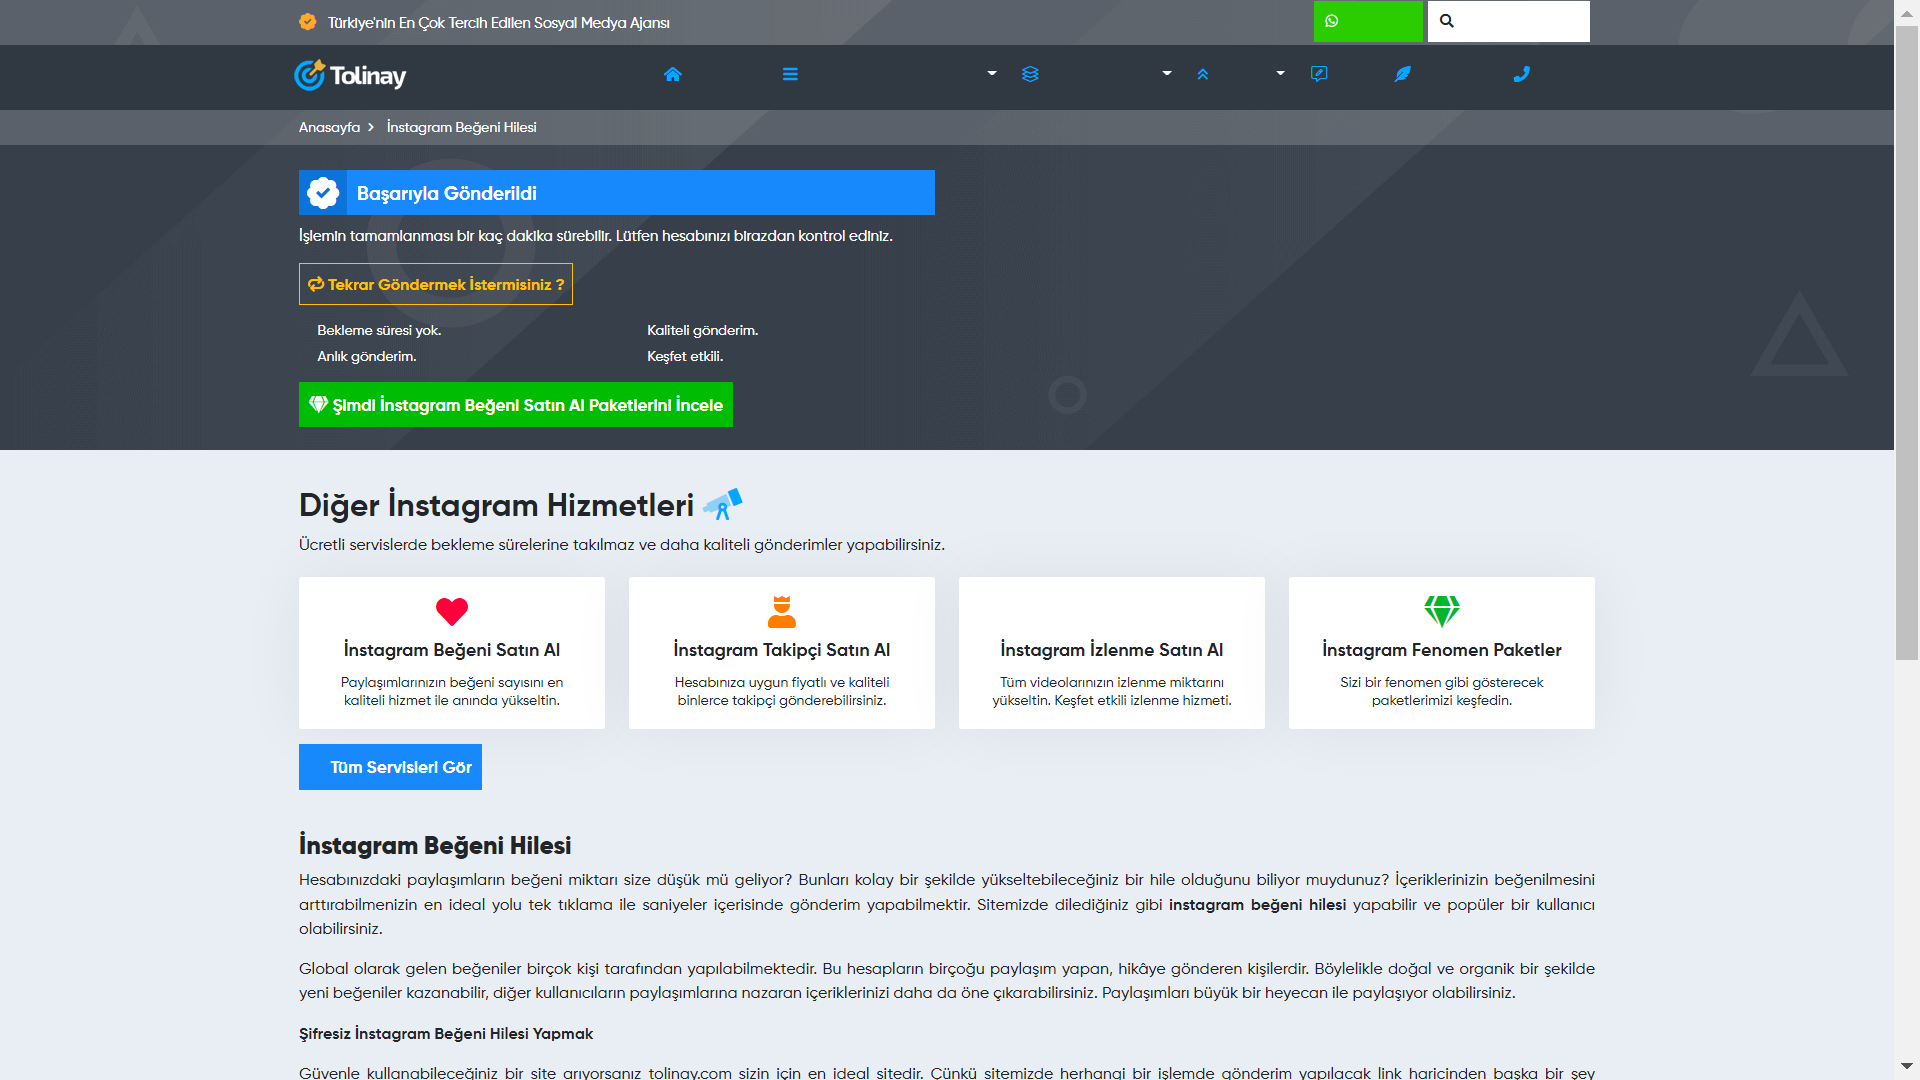 Türkiye'nin En Çok Tercih Edilen Sosyal Medya Ajansı
Tolinay
Anasayfa
İnstagram Beğeni Hilesi
Başarıyla Gönderildi
İşlemin tamamlanması bir kaç dakika sürebilir. Lütfen hesabınızı birazdan kontrol ediniz.
Tekrar Göndermek İstermisiniz ?
Bekleme süresi yok.
Kaliteli gönderim.
Anlık gönderim.
Keşfet etkili.
Şimdi İnstagram Beğeni Satın Al Paketlerini İncele
Diğer İnstagram Hizmetleri
Ücretli servislerde bekleme sürelerine takılmaz ve daha kaliteli gönderimler yapabilirsiniz.
İnstagram Beğeni Satın Al
Paylaşımlarınızın beğeni sayısını en
kaliteli hizmet ile anında yükseltin.
İnstagram Takipçi Satın Al
Hesabınıza uygun fiyatlı ve kaliteli
binlerce takipçi gönderebilirsiniz.
İnstagram İzlenme Satın Al
Tüm videolarınızın izlenme miktarını
yükseltin. Keşfet etkili izlenme hizmeti.
İnstagram Fenomen Paketler
Sizi bir fenomen gibi gösterecek
paketlerimizi keşfedin.
Tüm Servisleri Gör
İnstagram Beğeni Hilesi
Hesabınızdaki paylaşımların beğeni miktarı size düşük mü geliyor? Bunları kolay bir şekilde yükseltebileceğiniz bir hile olduğunu biliyor muydunuz? İçeriklerinizin beğenilmesini
arttırabilmenizin en ideal yolu tek tıklama ile saniyeler içerisinde gönderim yapabilmektir. Sitemizde dilediğiniz gibi instagram beğeni hilesi yapabilir ve popüler bir kullanıcı
olabilirsiniz.
Global olarak gelen beğeniler birçok kişi tarafından yapılabilmektedir. Bu hesapların birçoğu paylaşım yapan, hikâye gönderen kişilerdir. Böylelikle doğal ve organik bir şekilde
yeni beğeniler kazanabilir, diğer kullanıcıların paylaşımlarına nazaran içeriklerinizi daha da öne çıkarabilirsiniz. Paylaşımları büyük bir heyecan ile paylaşıyor olabilirsiniz.
Şifresiz İnstagram Beğeni Hilesi Yapmak
Güvenle kullanabileceğiniz bir site arıyorsanız tolinay.com sizin için en ideal sitedir. Çünkü sitemizde herhangi bir işlemde gönderim yapılacak link haricinden başka bir şey